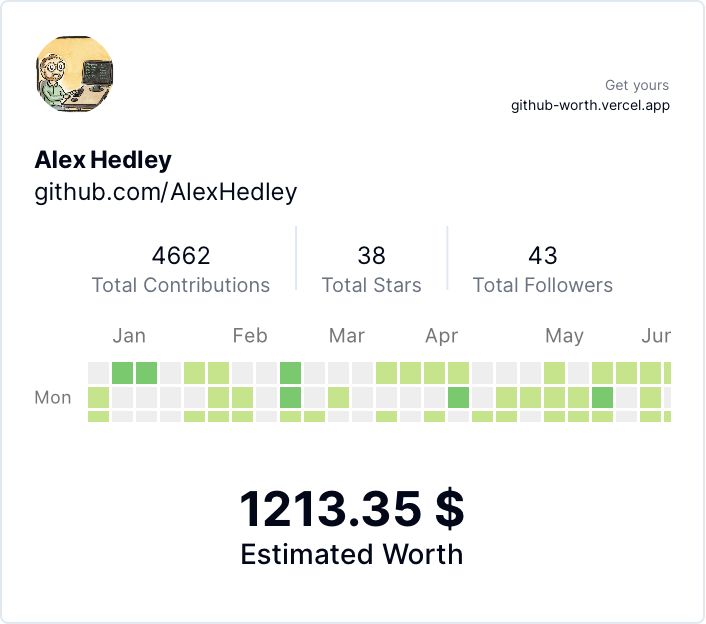 Get yours
github-worth.vercel.app
Alex Hedley
github.com/AlexHedley
4662
Total Contributions
38
Total Stars
43
Total Followers
Jan Feb Mar Apr May Jun
Mon
1213.35 $
Estimated Worth